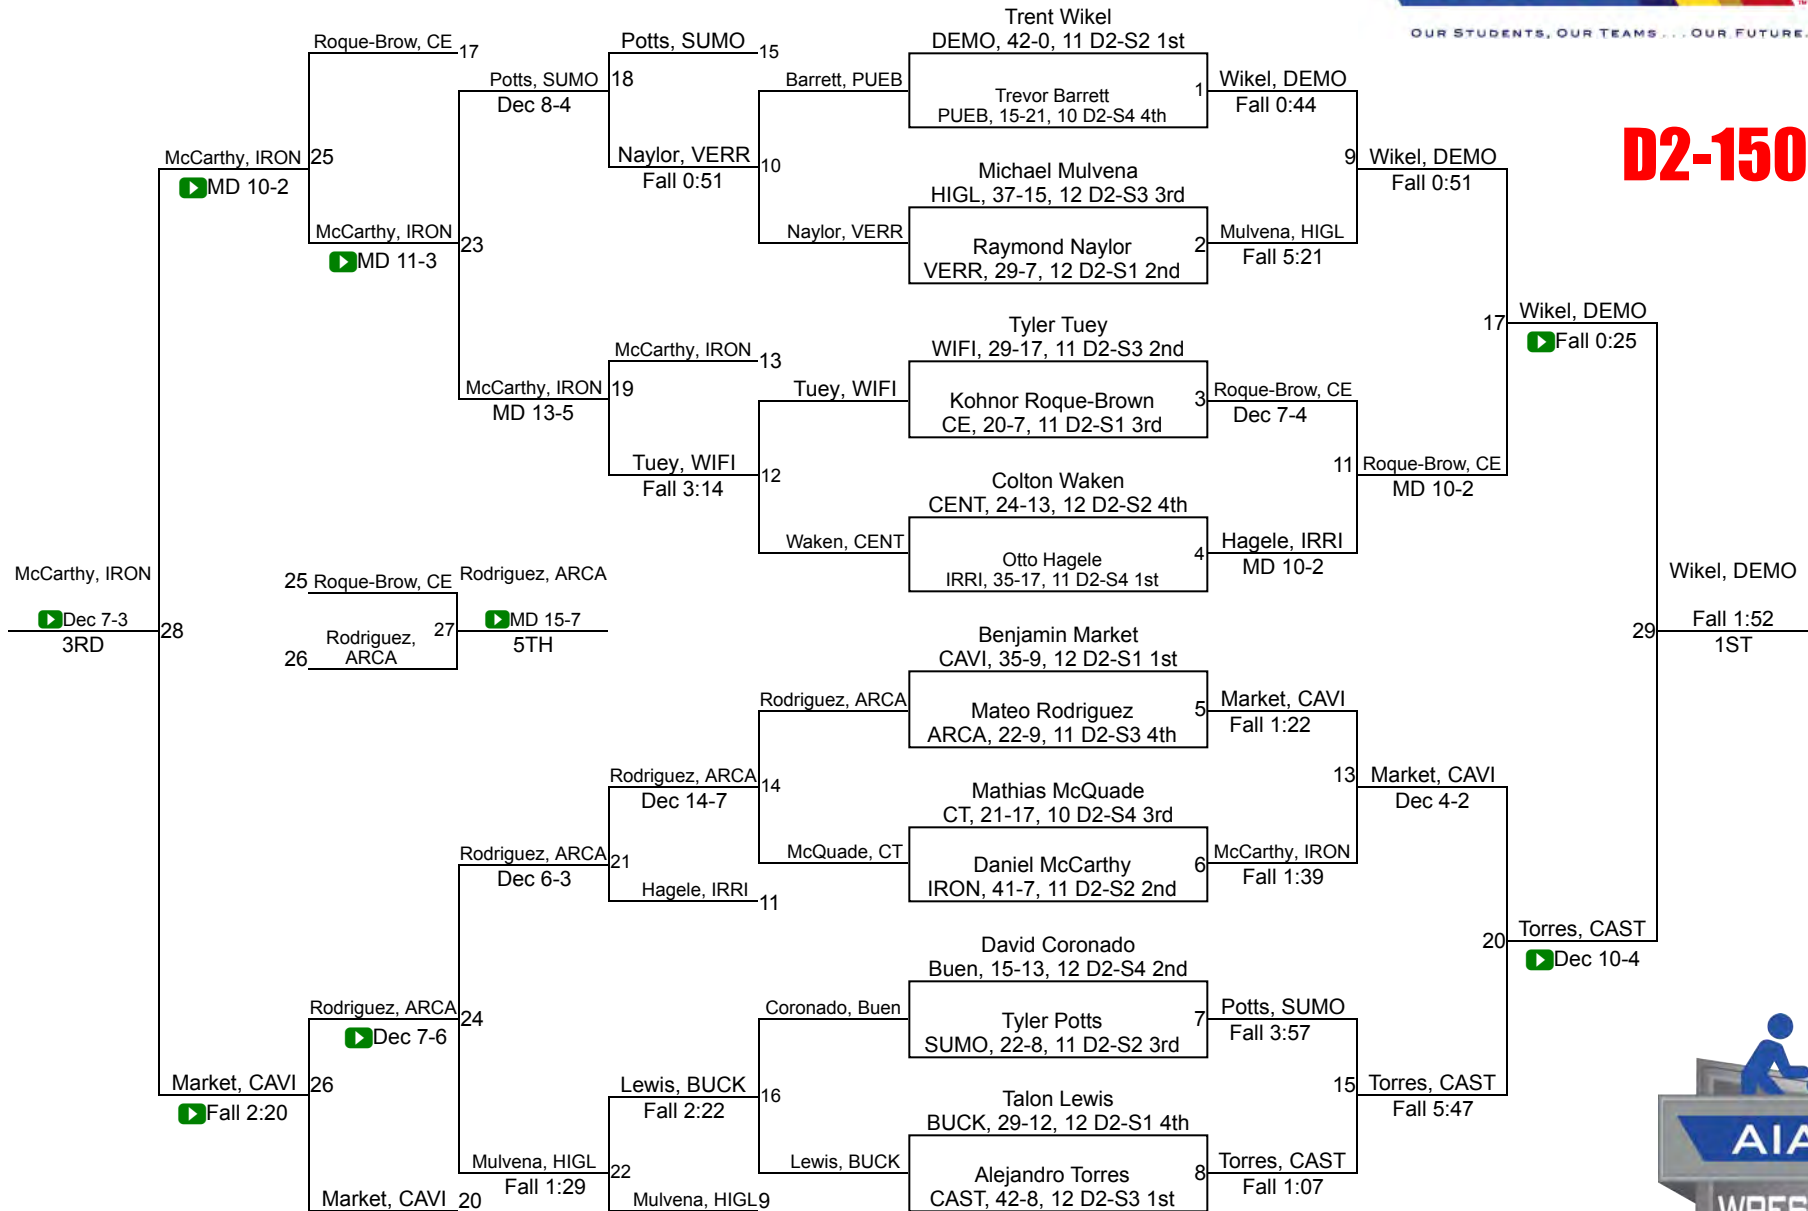 OUR STUDENTS, OUR TEAMS . . . OUR FUTURE.
D2-150
Roque-Brow, CE
17
Potts, SUMO
Dec 8-4
18
Potts, SUMO
15
Naylor, VERR
Fall 0:51
10
Barrett, PUEB
Naylor, VERR
McCarthy, IRON
MD 10-2
25
McCarthy, IRON
MD 11-3
23
McCarthy, IRON
MD 13-5
19
McCarthy, IRON
13
Tuey, WIFI
Fall 3:14
12
Tuey, WIFI
Waken, CENT
McCarthy, IRON
Dec 7-3
3RD
28
25 Roque-Brow, CE
26 Rodriguez,
ARCA
27
Rodriguez, ARCA
MD 15-7
5TH
Rodriguez, ARCA
McQuade, CT
14
Rodriguez, ARCA
Dec 14-7
Rodriguez, ARCA
Dec 6-3
21
Hagele, IRRI
11
Rodriguez, ARCA
Dec 7-6
24
Market, CAVI
Fall 2:20
26
Market, CAVI
20
Mulvena, HIGL
Fall 1:29
22
Lewis, BUCK
Fall 2:22
16
Mulvena, HIGL
9
Coronado, Buen
Lewis, BUCK
Trent Wikel
DEMO, 42-0, 11 D2-S2 1st
Trevor Barrett
PUEB, 15-21, 10 D2-S4 4th
1
Michael Mulvena
HIGL, 37-15, 12 D2-S3 3rd
Raymond Naylor
VERR, 29-7, 12 D2-S1 2nd
2
Tyler Tuey
WIFI, 29-17, 11 D2-S3 2nd
Kohnor Roque-Brown
CE, 20-7, 11 D2-S1 3rd
3
Colton Waken
CENT, 24-13, 12 D2-S2 4th
Otto Hagele
IRRI, 35-17, 11 D2-S4 1st
4
Benjamin Market
CAVI, 35-9, 12 D2-S1 1st
Mateo Rodriguez
ARCA, 22-9, 11 D2-S3 4th
5
Mathias McQuade
CT, 21-17, 10 D2-S4 3rd
Daniel McCarthy
IRON, 41-7, 11 D2-S2 2nd
6
David Coronado
Buen, 15-13, 12 D2-S4 2nd
Tyler Potts
SUMO, 22-8, 11 D2-S2 3rd
7
Talon Lewis
BUCK, 29-12, 12 D2-S1 4th
Alejandro Torres
CAST, 42-8, 12 D2-S3 1st
8
Wikel, DEMO
Fall 0:44
Mulvena, HIGL
Fall 5:21
9
Wikel, DEMO
Fall 0:51
Roque-Brow, CE
Dec 7-4
Hagele, IRRI
MD 10-2
11
Roque-Brow, CE
MD 10-2
17
Wikel, DEMO
Fall 0:25
Market, CAVI
Fall 1:22
McCarthy, IRON
Fall 1:39
13
Market, CAVI
Dec 4-2
Potts, SUMO
Fall 3:57
Torres, CAST
Fall 1:07
15
Torres, CAST
Fall 5:47
20
Torres, CAST
Dec 10-4
29
Wikel, DEMO
Fall 1:52
1ST
AIA
WRES